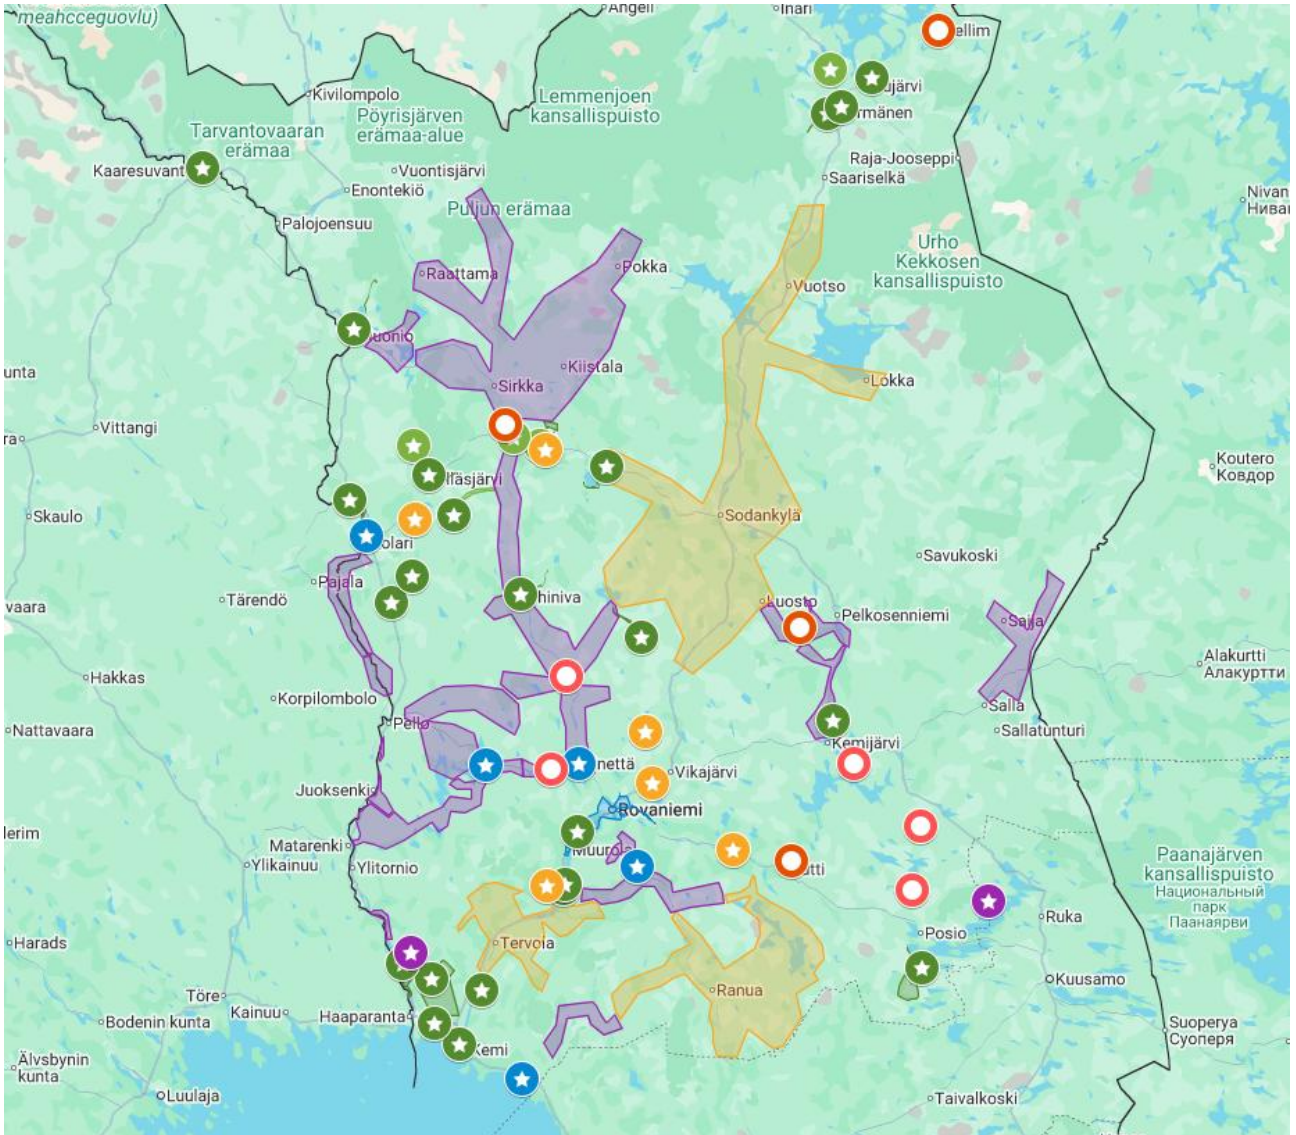 meahcceguovlu)
Angeli
Inari
ellim
Kivilompolo
Lemmenjoen
kansallispuisto
Pöyrisjärven
erämaa-alue
ujärvi
rmänen
Tarvantovaaran
erämaa
Kaaresuvant
Vuontisjärvi
Enontekiö
Raja-Jooseppi
Saariselkä
Puljun erämaa
Palojoensuu
Nivan
Нива
Urho
Kekkosen
kansallispuisto
Raattama
Pokka
Vuotso
uonio
Kiistala
Sirkka
Lokka
unta
Vittangi
ra
lläsjärvi
Koutero
Ковдор
Skaulo
Sodankylä
olari
Savukoski
Pajala
Tärendö
vaara
hiniva
Luosto
Pelkosenniemi
Saija
Alakurtti
Алакуртти
Hakkas
Korpilombolo
Salla
Sallatunturi
Nattavaara
Pello
Kemijärvi
nettä
Vikajärvi
Juoksenki
Rovaniemi
lerim
Matarenki
Muurola
Ylikainuu
Ylitornio
tti
Paanajärven
kansallispuisto
Национальный
парк
Паанаярви
Ruka
Harads
Tervola
Posio
Ranua
Kuusamo
Töre
Kainuu
Haaparanta
Bodenin kunta
Kemi
Suoperya
Суоперя
Älvsbynin
kunta
Luulaja
Taivalkoski